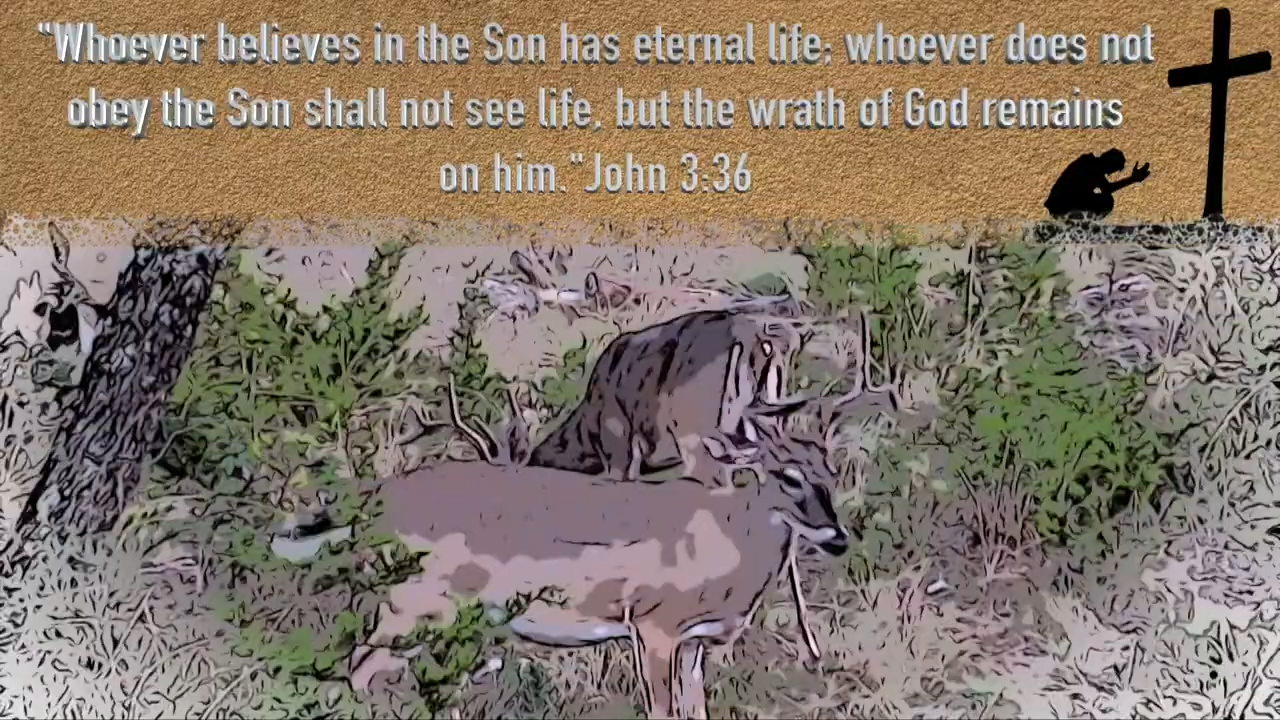 "Whoever believes in the Son has eternal life; whoever does not
obey the Son shall not see life, but the wrath of God remains
on him."John 3:36